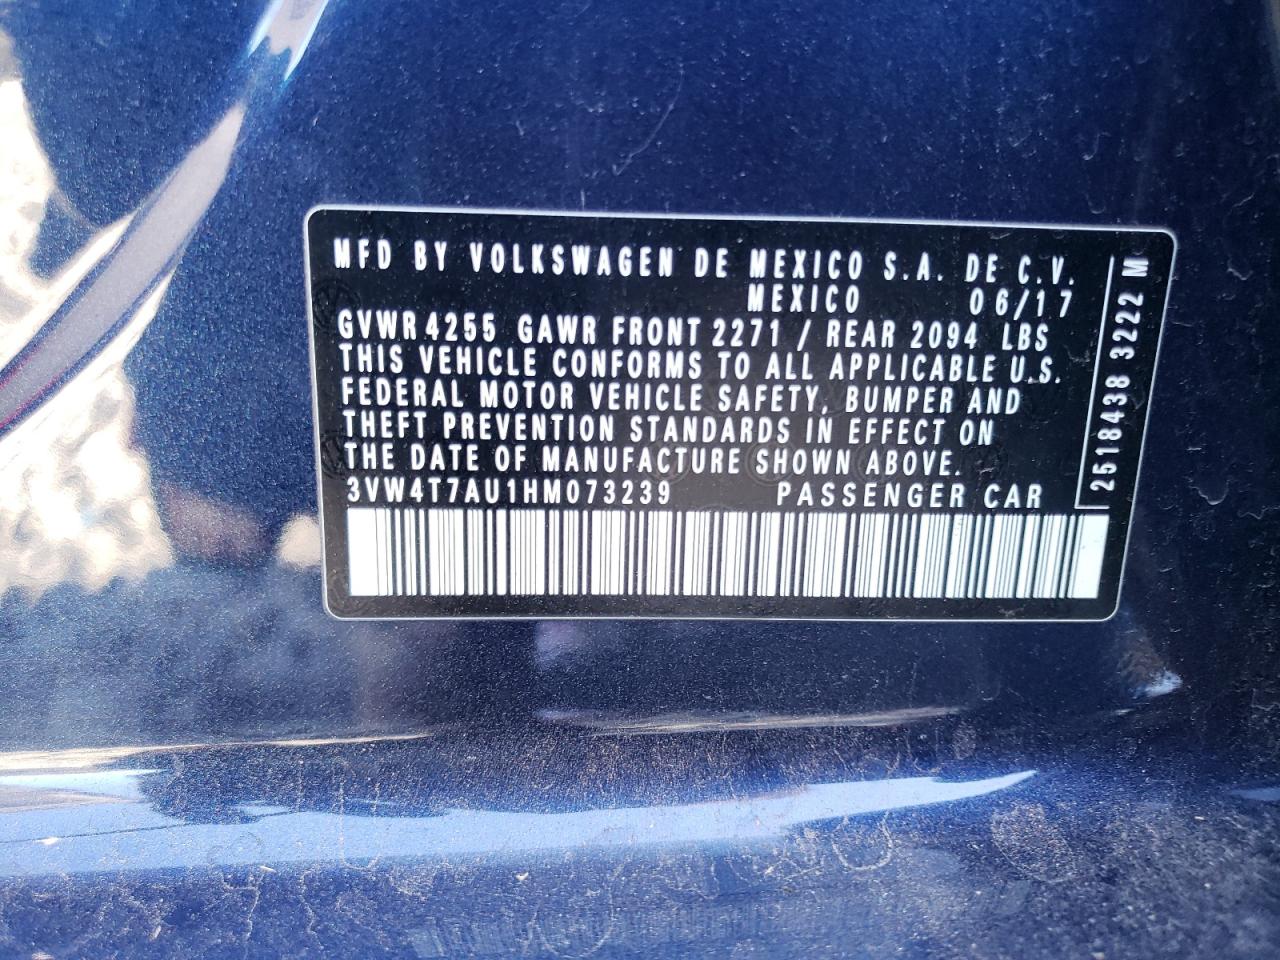 MFD BY VOLKSWAGEN DE MEXICO S.A. DE C.V.
MEXICO 06/17
GVWR 4255 GAWR FRONT 2271 / REAR 2094 LBS
THIS VEHICLE CONFORMS TO ALL APPLICABLE U.S.
FEDERAL MOTOR VEHICLE SAFETY, BUMPER AND
THEFT PREVENTION STANDARDS IN EFFECT ON
THE DATE OF MANUFACTURE SHOWN ABOVE.
3VW4T7AU1HM073239 PASSENGER CAR
2518438 3222 M